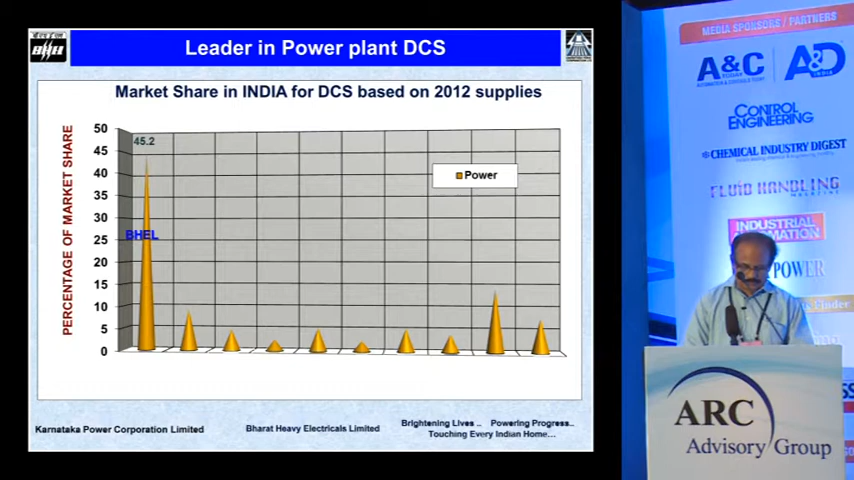 Leader in Power plant DCS
Market Share in INDIA for DCS based on 2012 supplies
PERCENTAGE OF MARKET SHARE
50
45
40
35
30
25
20
15
10
5
0
45.2
BHEL
Power
Karnataka Power Corporation Limited
Bharat Heavy Electricals Limited
Brightening Lives .. Powering Progress..
Touching Every Indian Home...
MEDIA SPONSORS / PARTNERS
A&C
A&D
INDIA
CONTROL
ENGINEERING
CHEMICAL INDUSTRY DIGEST
FLUID HANDLING
INDUSTRIAL
AUTOMATION
POWER
ARC
Advisory Group